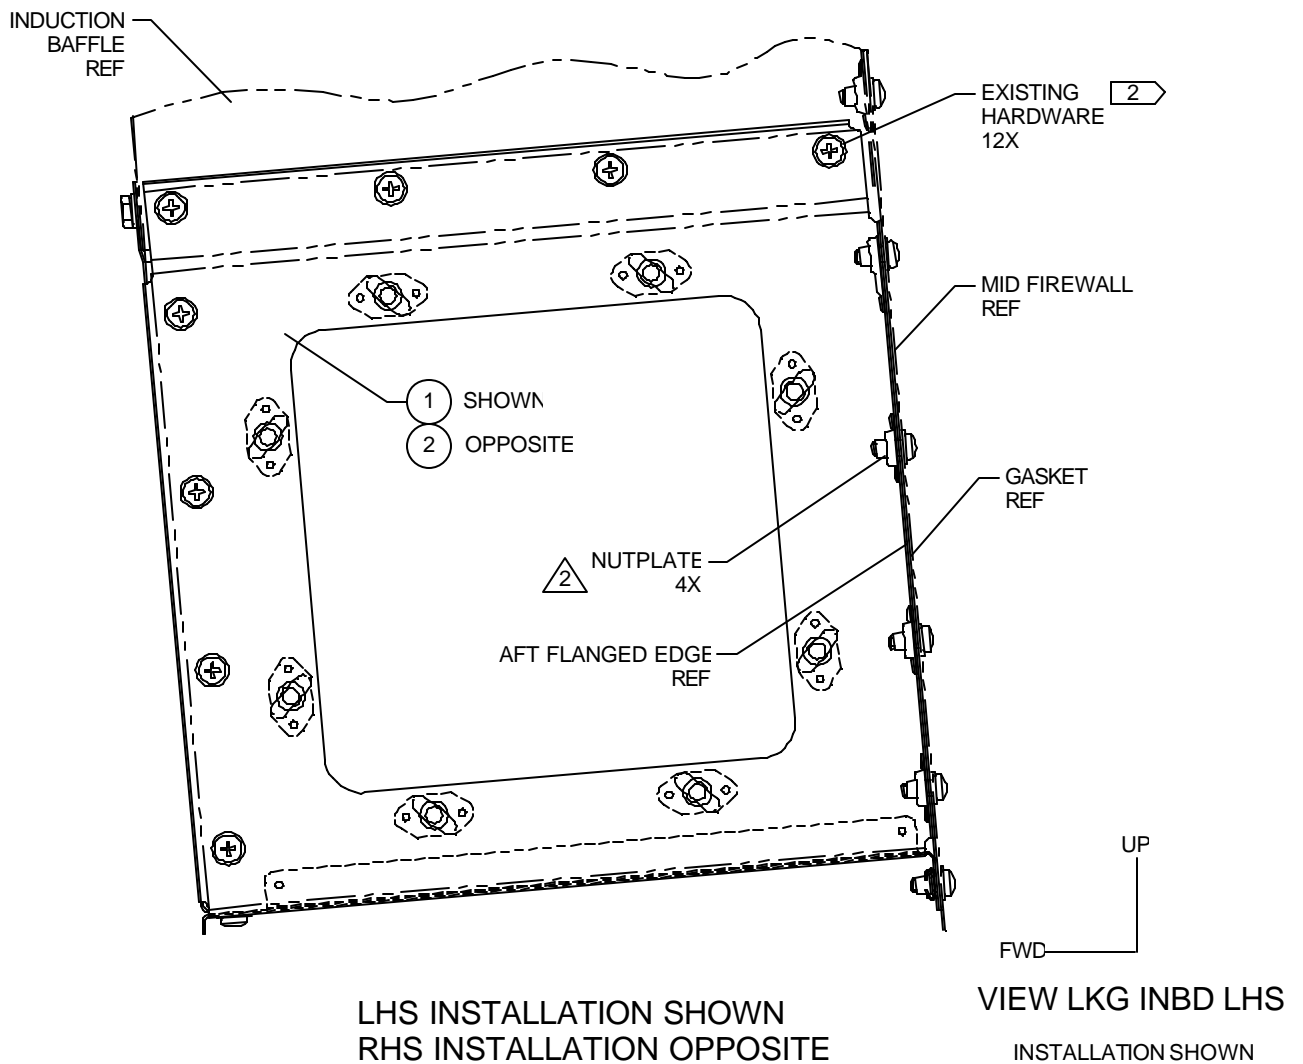 INDUCTION
BAFFLE
REF
EXISTING 2
HARDWARE
12X
MID FIREWALL
REF
1 SHOWN
2 OPPOSITE
GASKET
REF
2 NUTPLATE
4X
AFT FLANGED EDGE
REF
UP
FWD
VIEW LKG INBD LHS
INSTALLATION SHOWN
LHS INSTALLATION SHOWN
RHS INSTALLATION OPPOSITE